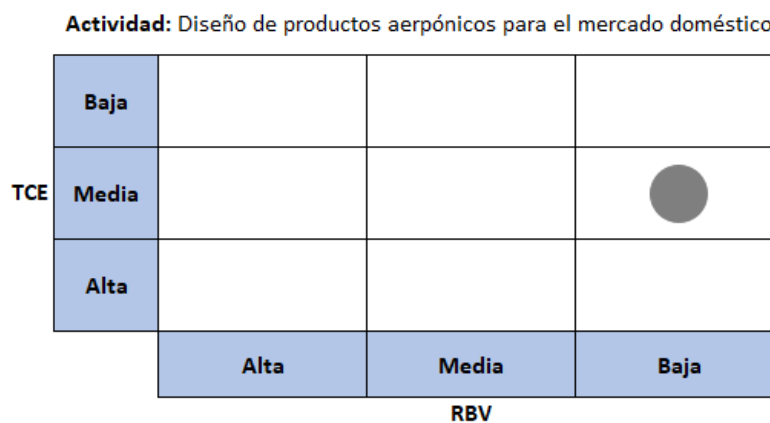 Actividad: Diseño de productos aerpónicos para el mercado doméstico
Baja
TCE Media
Alta
Alta Media Baja
RBV